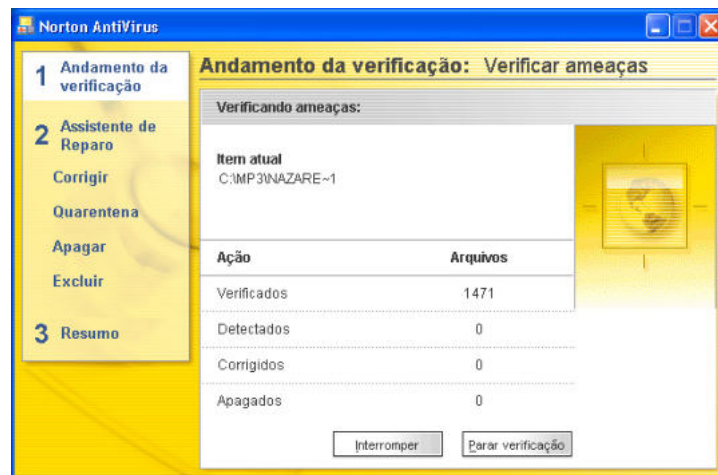 Norton AntiVirus
1 Andamento da
verificação
2 Assistente de
Reparo
Corrigir
Quarentena
Apagar
Excluir
3 Resumo
Andamento da verificação: Verificar ameaças
Verificando ameaças:
Item atual
C:\MP3\NAZARE~1
Ação Arquivos
Verificados 1471
Detectados 0
Corrigidos 0
Apagados 0
Interromper Parar verificação